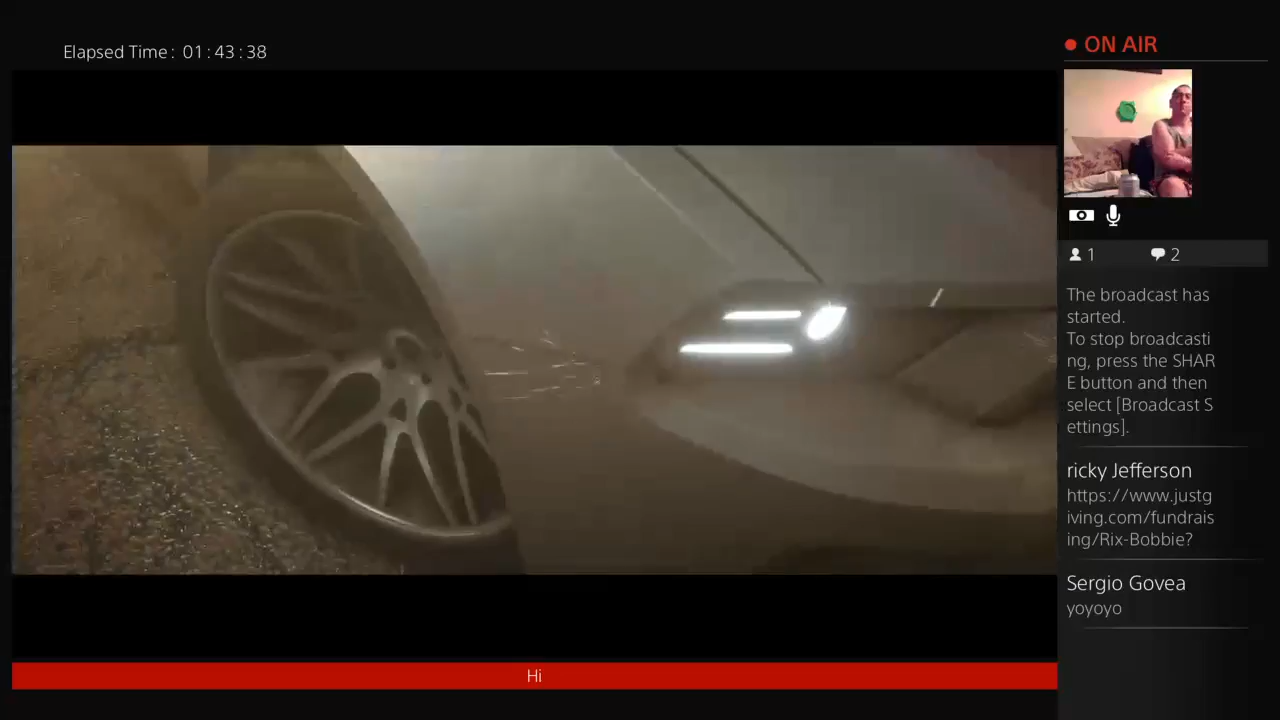 Elapsed Time: 01:43:38
ON AIR
1
2
The broadcast has
started.
To stop broadcasti
ng, press the SHAR
E button and then
select [Broadcast S
ettings].
ricky Jefferson
https://www.justg
iving.com/fundrais
ing/Rix-Bobbie?
Sergio Govea
yoyoyo
Hi